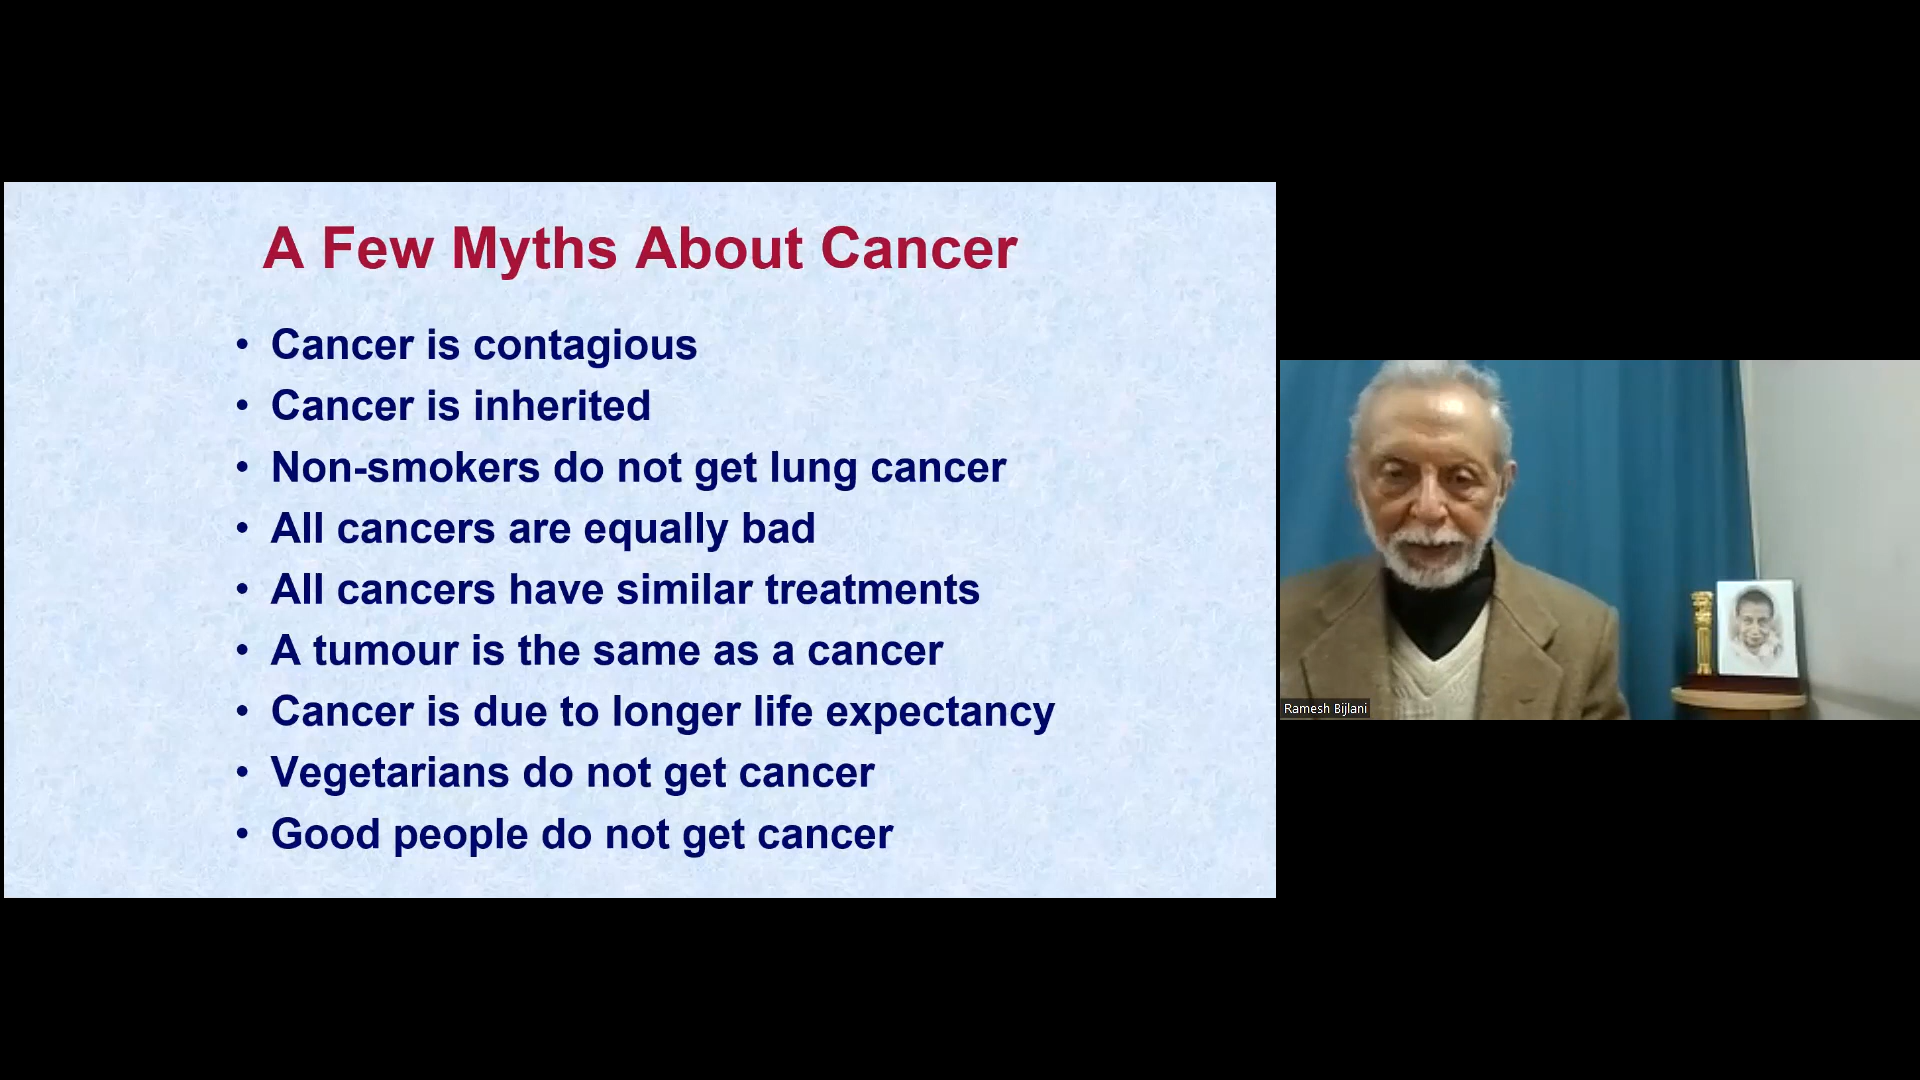 A Few Myths About Cancer
• Cancer is contagious
• Cancer is inherited
• Non-smokers do not get lung cancer
• All cancers are equally bad
• All cancers have similar treatments
• A tumour is the same as a cancer
• Cancer is due to longer life expectancy
• Vegetarians do not get cancer
• Good people do not get cancer
Ramesh Bijlani